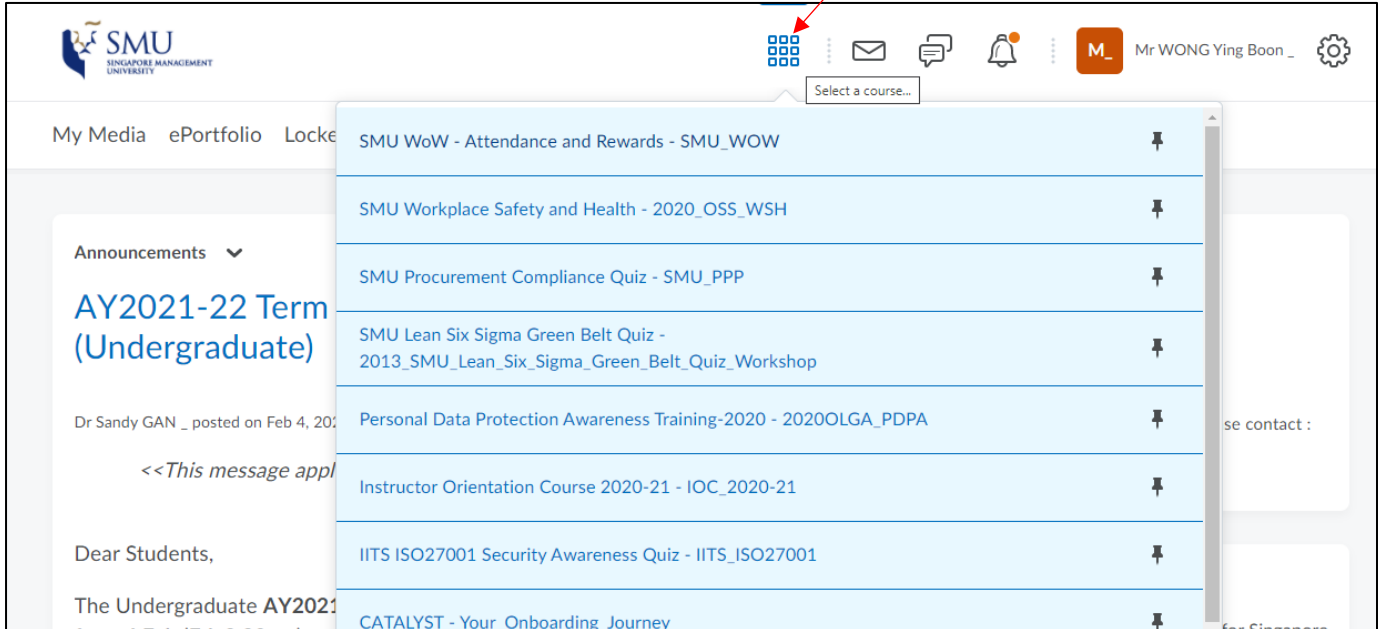 SMU
SINGAPORE MANAGEMENT
UNIVERSITY
M_
Mr WONG Ying Boon _
Select a course...
My Media ePortfolio Locke
SMU WoW - Attendance and Rewards - SMU_WOW
SMU Workplace Safety and Health - 2020_OSS_WSH
SMU Procurement Compliance Quiz - SMU_PPP
SMU Lean Six Sigma Green Belt Quiz -
2013_SMU_Lean_Six_Sigma_Green_Belt_Quiz_Workshop
Personal Data Protection Awareness Training-2020 - 2020OLGA_PDPA
Instructor Orientation Course 2020-21 - IOC_2020-21
IITS ISO27001 Security Awareness Quiz - IITS_ISO27001
CATALYST - Your Onboarding Journey
Announcements
AY2021-22 Term
(Undergraduate)
Dr Sandy GAN _ posted on Feb 4, 202
<<This message appl
Dear Students,
The Undergraduate AY2021
se contact :
for Singapore